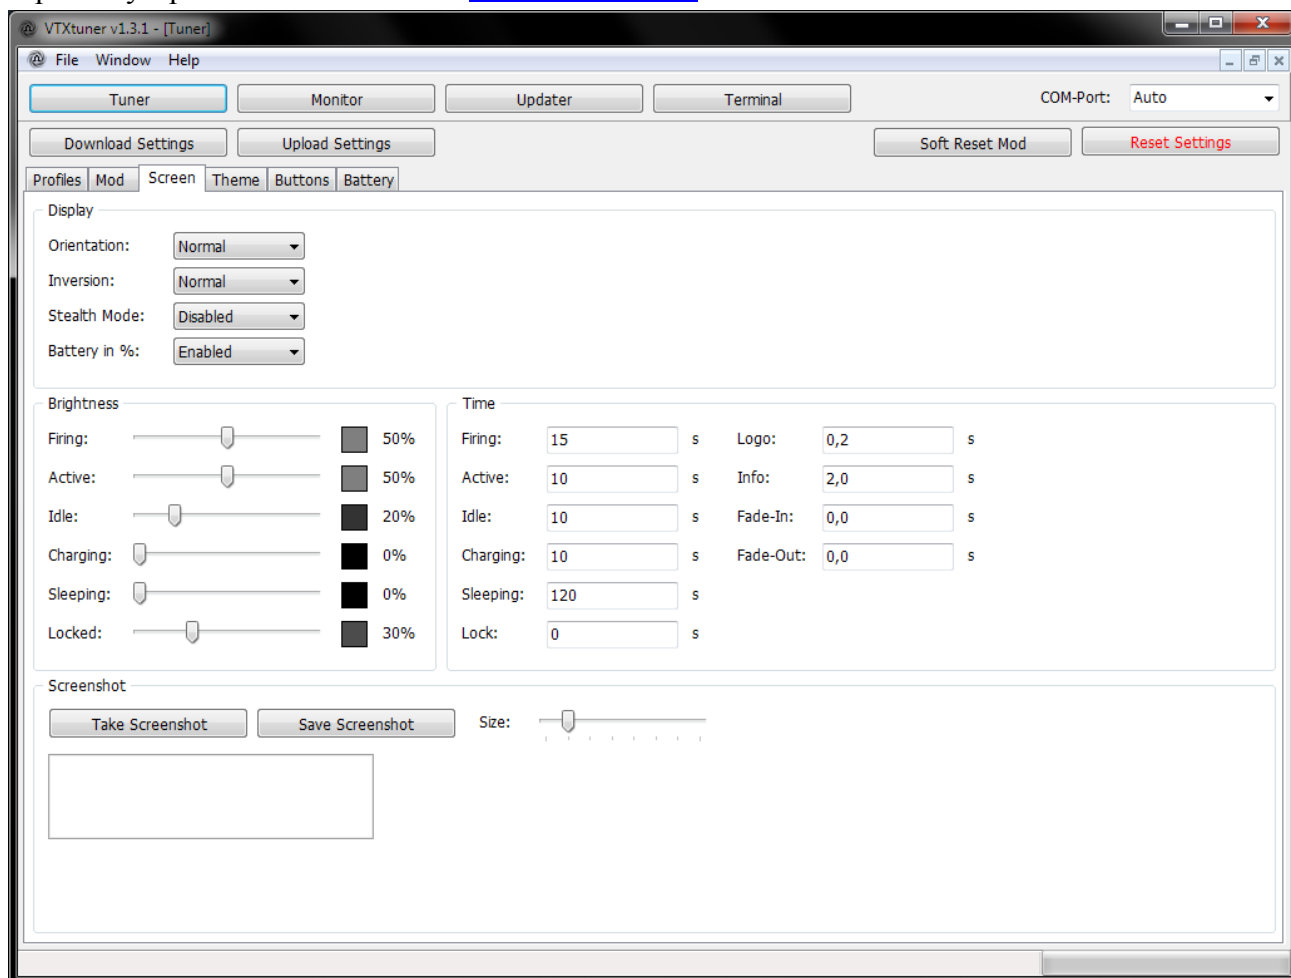 VTXtuner v1.3.1 - [Tuner]
File Window Help
Tuner Monitor Updater Terminal COM-Port: Auto
Download Settings Upload Settings Soft Reset Mod Reset Settings
Profiles Mod Screen Theme Buttons Battery
Display
Orientation: Normal
Inversion: Normal
Stealth Mode: Disabled
Battery in %: Enabled
Brightness Time
Firing: 50% Firing: 15 s Logo: 0,2 s
Active: 50% Active: 10 s Info: 2,0 s
Idle: 20% Idle: 10 s Fade-In: 0,0 s
Charging: 0% Charging: 10 s Fade-Out: 0,0 s
Sleeping: 0% Sleeping: 120 s
Locked: 30% Lock: 0 s
Screenshot
Take Screenshot Save Screenshot Size: